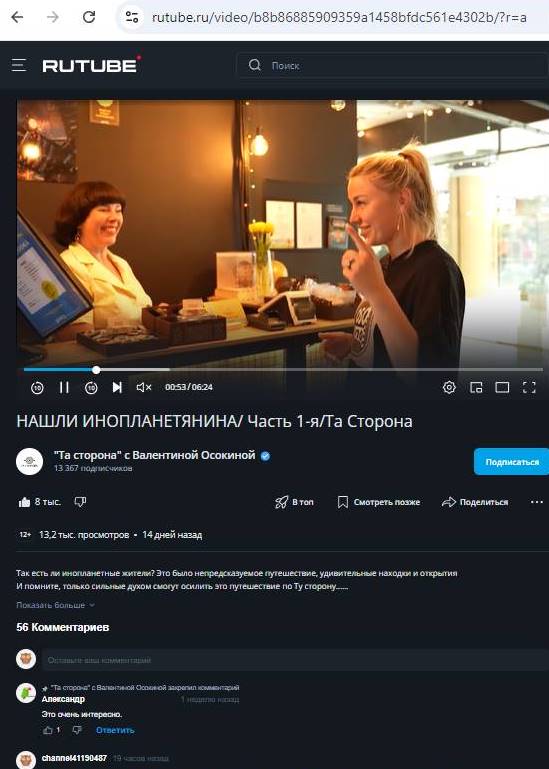 rutube.ru/video/b8b86885909359a1458bfdc561e4302b/?r=a
RUTUBE
Поиск
10
10
00:53 / 06:24
НАШЛИ ИНОПЛАНЕТЯНИНА/ Часть 1-я/Та Сторона
"Та сторона" с Валентиной Осокиной
13 367 подписчиков
Подписаться
8 тыс.
В топ
Смотреть позже
Поделиться
12+ 13,2 тыс. просмотров • 14 дней назад
Так есть ли инопланетные жители? Это было непредсказуемое путешествие, удивительные находки и открытия
И помните, только сильные духом смогут осилить это путешествие по Ту сторону......
Показать больше
56 Комментариев
Оставьте ваш комментарий
"Та сторона" с Валентиной Осокиной закрепил комментарий
Александр
1 неделю назад
Это очень интересно.
1
Ответить
channel41190487 19 часов назад